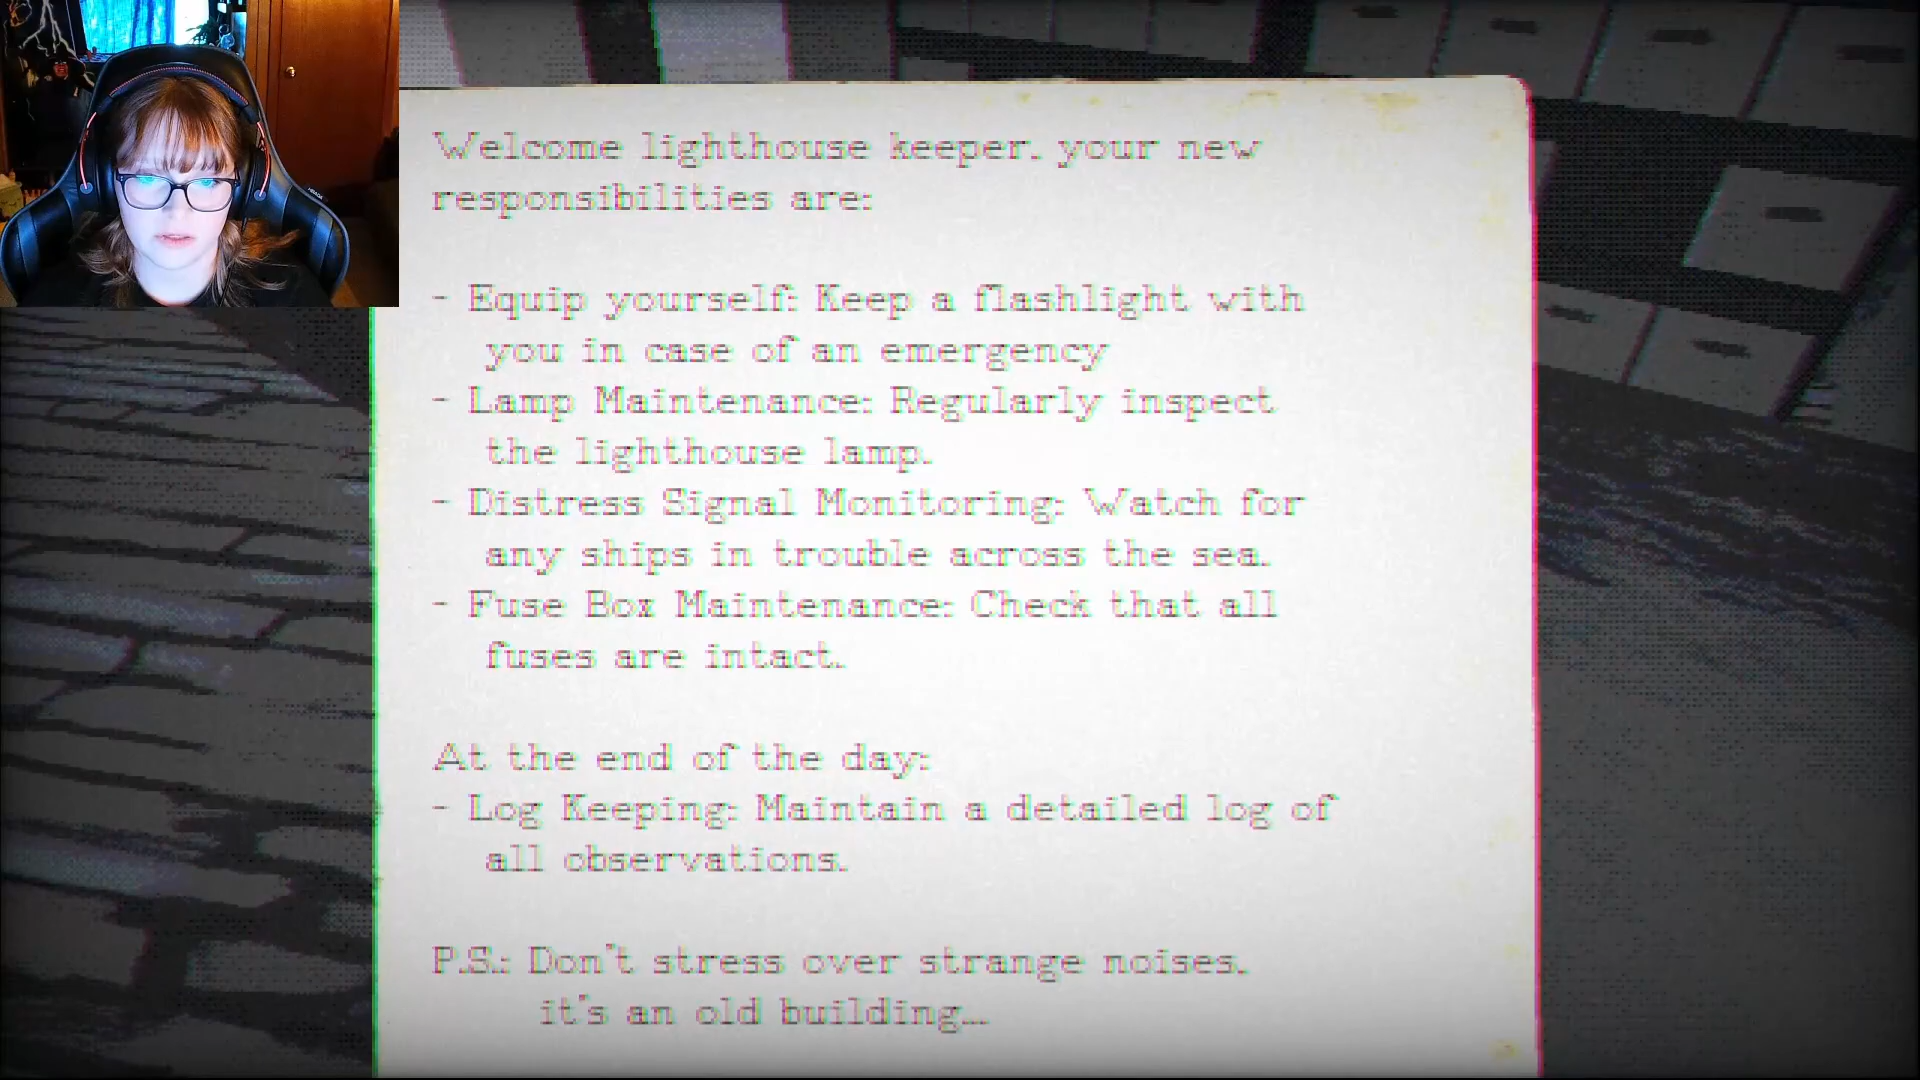 Welcome lighthouse keeper, your new
responsibilities are:
- Equip yourself: Keep a flashlight with
you in case of an emergency
- Lamp Maintenance: Regularly inspect
the lighthouse lamp.
- Distress Signal Monitoring: Watch for
any ships in trouble across the sea.
- Fuse Box Maintenance: Check that all
fuses are intact.
At the end of the day:
- Log Keeping: Maintain a detailed log of
all observations.
P.S.: Don't stress over strange noises,
it's an old building...